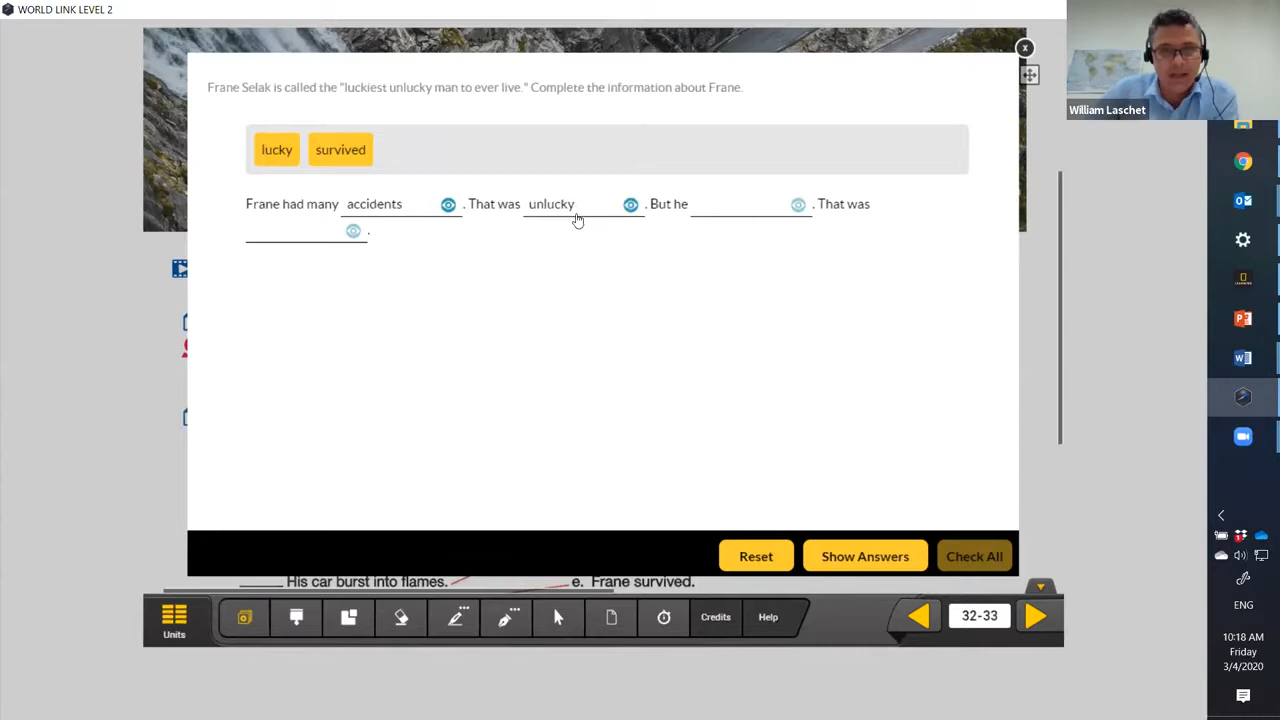 WORLD LINK LEVEL 2
William Laschet
x
Frane Selak is called the "luckiest unlucky man to ever live." Complete the information about Frane.
lucky survived
Frane had many accidents . That was unlucky . But he . That was
.
Reset Show Answers Check All
His car burst into flames. e. Frane survived.
Units Credits Help 32-33
LEARNING
ENG
10:18 AM
Friday
3/4/2020